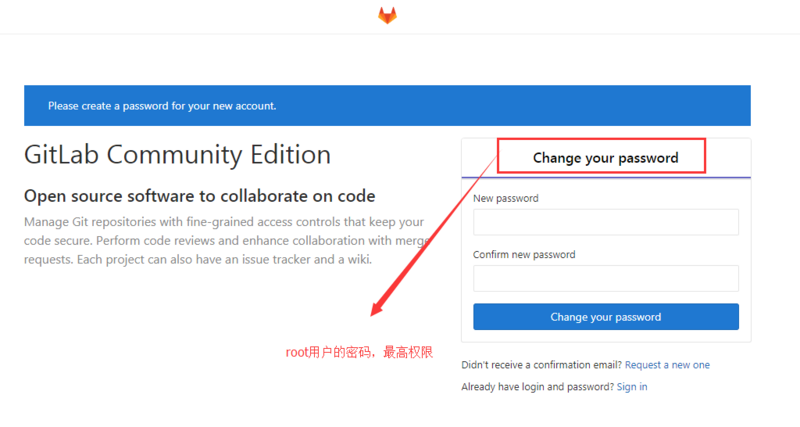 Please create a password for your new account.
GitLab Community Edition
Open source software to collaborate on code
Manage Git repositories with fine-grained access controls that keep your
code secure. Perform code reviews and enhance collaboration with merge
requests. Each project can also have an issue tracker and a wiki.
root用户的密码，最高权限
Change your password
New password
Confirm new password
Change your password
Didn't receive a confirmation email? Request a new one
Already have login and password? Sign in